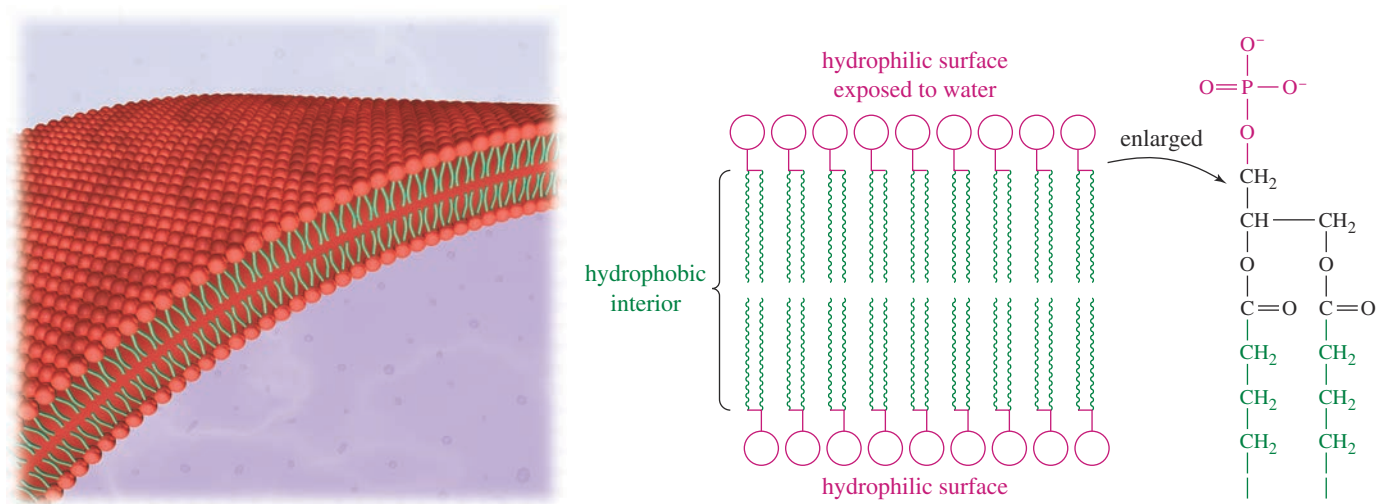 hydrophilic surface
exposed to water
enlarged
hydrophobic
interior
hydrophilic surface
O⁻
O=P—O⁻
O
CH₂
CH—CH₂
O O
C=O C=O
CH₂ CH₂
CH₂ CH₂
CH₂ CH₂